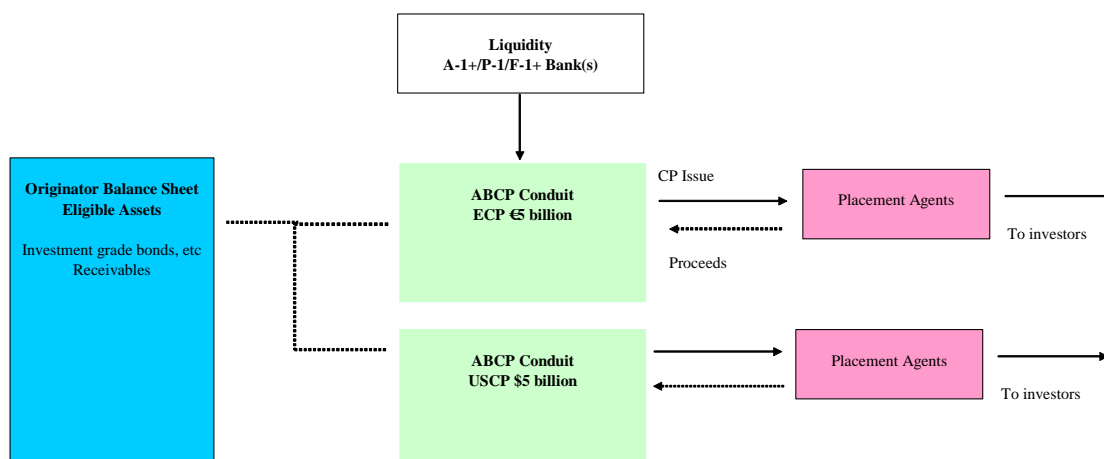 Liquidity
A-1+/P-1/F-1+ Bank(s)
Originator Balance Sheet
Eligible Assets
Investment grade bonds, etc
Receivables
ABCP Conduit
ECP €5 billion
CP Issue
Proceeds
Placement Agents
To investors
ABCP Conduit
USCP $5 billion
Placement Agents
To investors